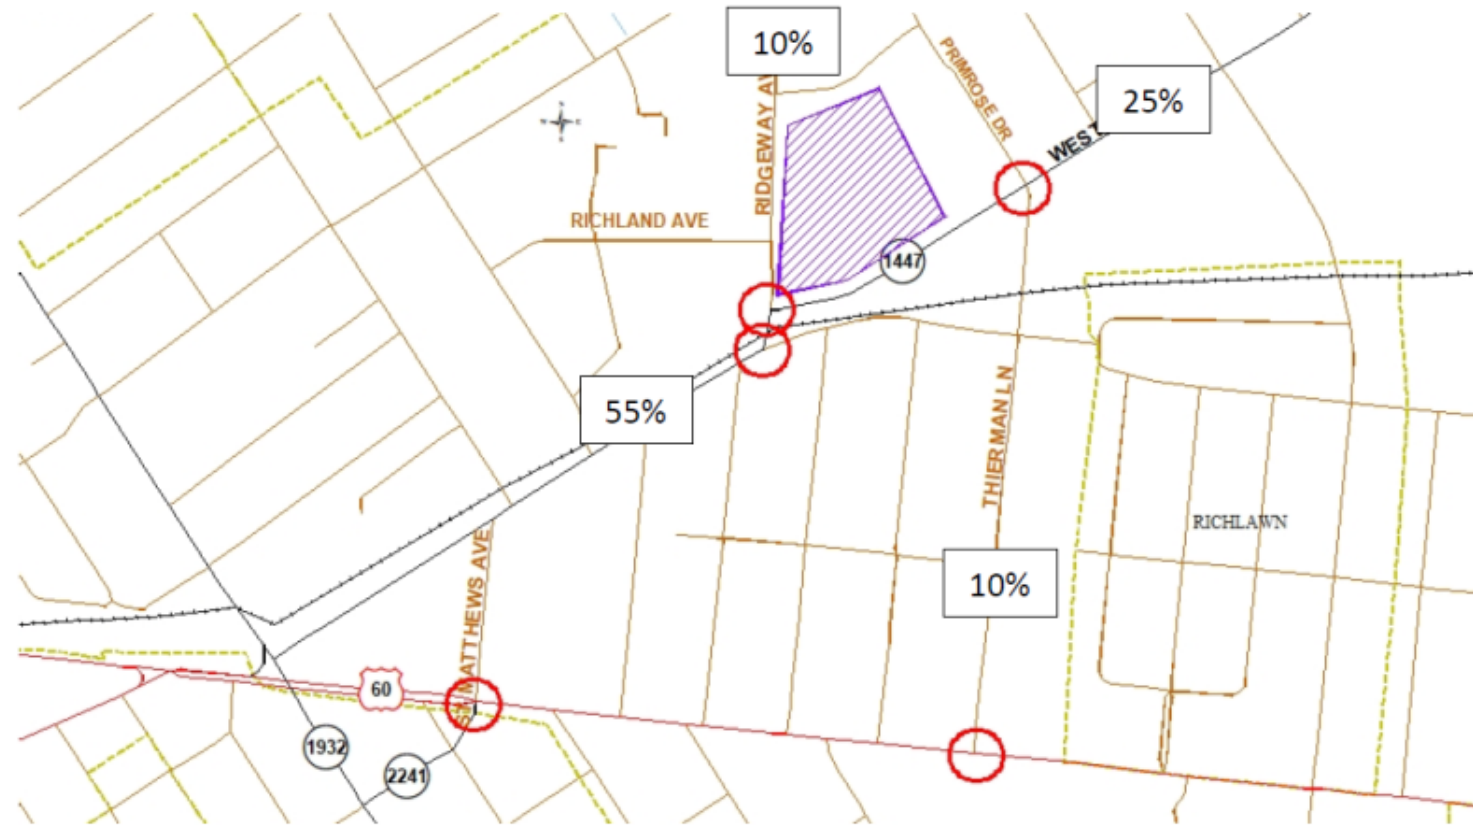 10%
PRIMROSE DR
25%
WEST
RIDGEWAY AV
RICHLAND AVE
1447
55%
THIERMAN LN
RICHLAWN
10%
ST MATTHEWS AVE
60
1932
2241